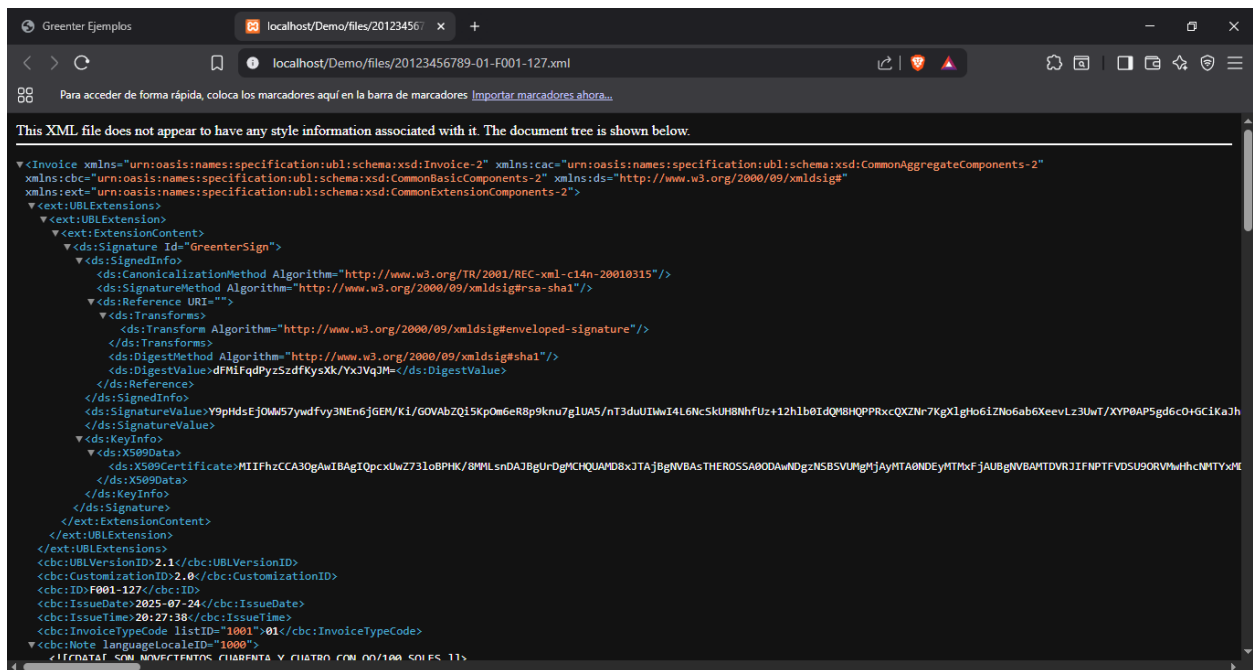 Greenter Ejemplos
localhost/Demo/files/201234567
localhost/Demo/files/20123456789-01-F001-127.xml
Para acceder de forma rápida, coloca los marcadores aquí en la barra de marcadores Importar marcadores ahora...
This XML file does not appear to have any style information associated with it. The document tree is shown below.
<Invoice xmlns="urn:oasis:names:specification:ubl:schema:xsd:Invoice-2" xmlns:cac="urn:oasis:names:specification:ubl:schema:xsd:CommonAggregateComponents-2"
xmlns:cbc="urn:oasis:names:specification:ubl:schema:xsd:CommonBasicComponents-2" xmlns:ds="http://www.w3.org/2000/09/xmldsig#"
xmlns:ext="urn:oasis:names:specification:ubl:schema:xsd:CommonExtensionComponents-2">
<ext:UBLExtensions>
<ext:UBLExtension>
<ext:ExtensionContent>
<ds:Signature Id="GreenterSign">
<ds:SignedInfo>
<ds:CanonicalizationMethod Algorithm="http://www.w3.org/TR/2001/REC-xml-c14n-20010315"/>
<ds:SignatureMethod Algorithm="http://www.w3.org/2000/09/xmldsig#rsa-sha1"/>
<ds:Reference URI="">
<ds:Transforms>
<ds:Transform Algorithm="http://www.w3.org/2000/09/xmldsig#enveloped-signature"/>
</ds:Transforms>
<ds:DigestMethod Algorithm="http://www.w3.org/2000/09/xmldsig#sha1"/>
<ds:DigestValue>dFMiFqdPyzSzdfKysXk/YxJVqJM=</ds:DigestValue>
</ds:Reference>
</ds:SignedInfo>
<ds:SignatureValue>Y9pHdsEjOWW57ywdfvy3NEn6jGEM/Ki/GOVAbZQi5KpOm6eR8p9knu7glUA5/nT3duUIWwI4L6NcSkUH8NhfUz+12hlb0IdQM8HQPPRxcQXZNr7KgXlgHo6iZNo6ab6XeevLz3UwT/XYP0AP5gd6cO+GCiKaJh
</ds:SignatureValue>
<ds:KeyInfo>
<ds:X509Data>
<ds:X509Certificate>MIIFhzCCA3OgAwIBAgIQpcxUwZ73loBPHK/8MMLsnDAJBgUrDgMCHQUAMD8xJTAjBgNVBAsTHEROSSA0ODAwNDgzNSBSVUMgMjAyMTA0NDEyMTMxFjAUBgNVBAMTDVRJIFNPTFVDSU9ORVMwHhcNMTYxMD
</ds:X509Data>
</ds:KeyInfo>
</ds:Signature>
</ext:ExtensionContent>
</ext:UBLExtension>
</ext:UBLExtensions>
<cbc:UBLVersionID>2.1</cbc:UBLVersionID>
<cbc:CustomizationID>2.0</cbc:CustomizationID>
<cbc:ID>F001-127</cbc:ID>
<cbc:IssueDate>2025-07-24</cbc:IssueDate>
<cbc:IssueTime>20:27:38</cbc:IssueTime>
<cbc:InvoiceTypeCode listID="1001">01</cbc:InvoiceTypeCode>
<cbc:Note languageLocaleID="1000">
<![CDATA[ SON NOVECIENTOS CUARENTA Y CUATRO CON OO/100 SOLES ]]>